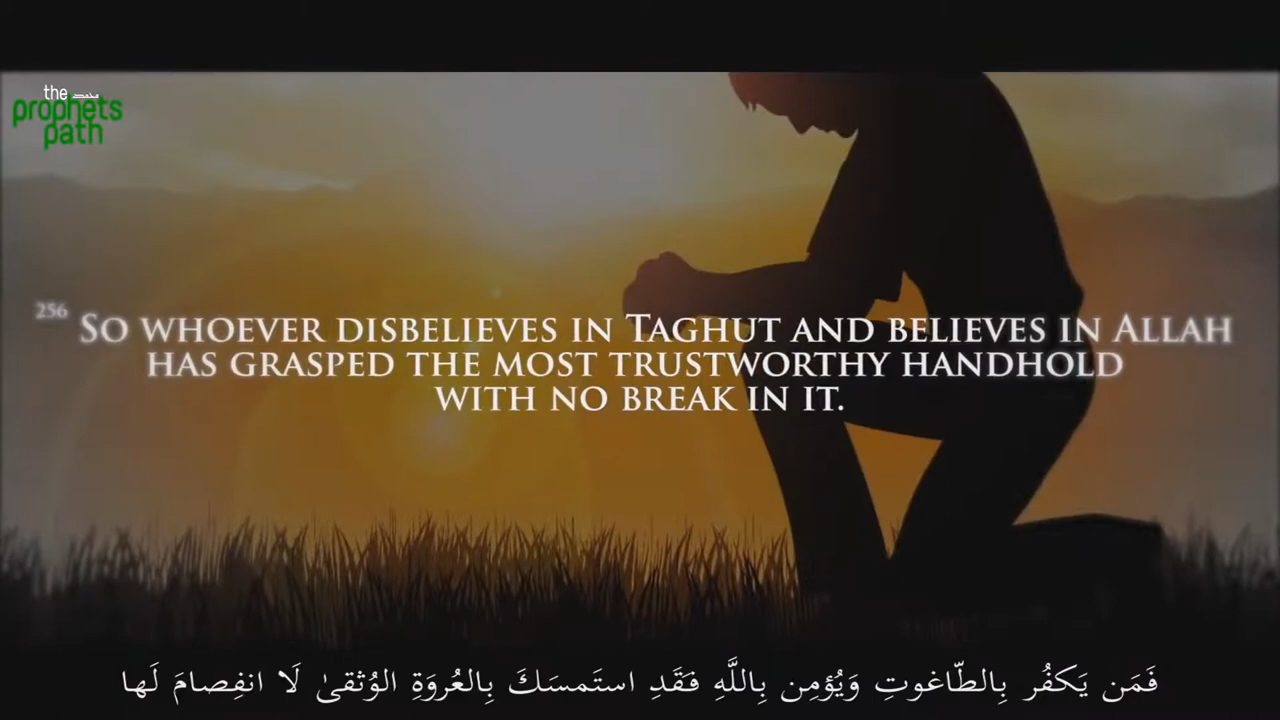 the
prophets
path
256 SO WHOEVER DISBELIEVES IN TAGHUT AND BELIEVES IN ALLAH
HAS GRASPED THE MOST TRUSTWORTHY HANDHOLD
WITH NO BREAK IN IT.
فَمَن يَكفُر بِالطّاغوتِ وَيُؤمِن بِاللَّهِ فَقَدِ استَمسَكَ بِالعُروَةِ الوُثقىٰ لَا انفِصامَ لَها